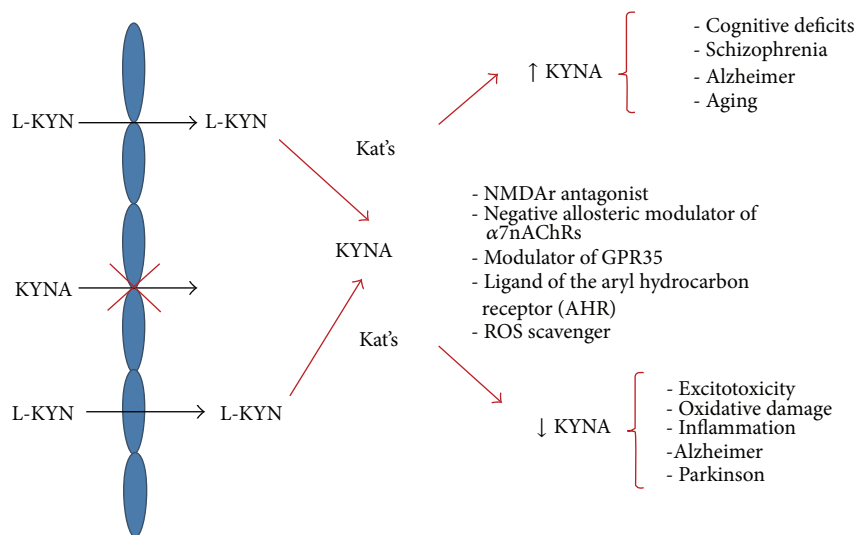 L-KYN
L-KYN
Kat's
KYNA
KYNA
Kat's
L-KYN
L-KYN
↑ KYNA
- Cognitive deficits
- Schizophrenia
- Alzheimer
- Aging
- NMDAr antagonist
- Negative allosteric modulator of
α7nAChRs
- Modulator of GPR35
- Ligand of the aryl hydrocarbon
receptor (AHR)
- ROS scavenger
↓ KYNA
- Excitotoxicity
- Oxidative damage
- Inflammation
-Alzheimer
- Parkinson